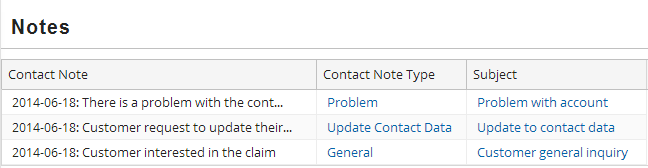 Notes
Contact Note Contact Note Type Subject
2014-06-18: There is a problem with the cont... Problem Problem with account
2014-06-18: Customer request to update their... Update Contact Data Update to contact data
2014-06-18: Customer interested in the claim General Customer general inquiry